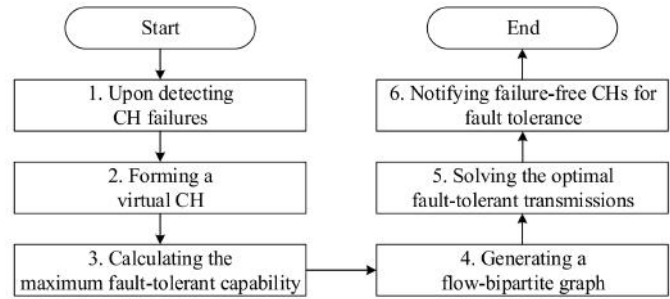 Start
1. Upon detecting
CH failures
2. Forming a
virtual CH
3. Calculating the
maximum fault-tolerant capability
4. Generating a
flow-bipartite graph
5. Solving the optimal
fault-tolerant transmissions
6. Notifying failure-free CHs for
fault tolerance
End